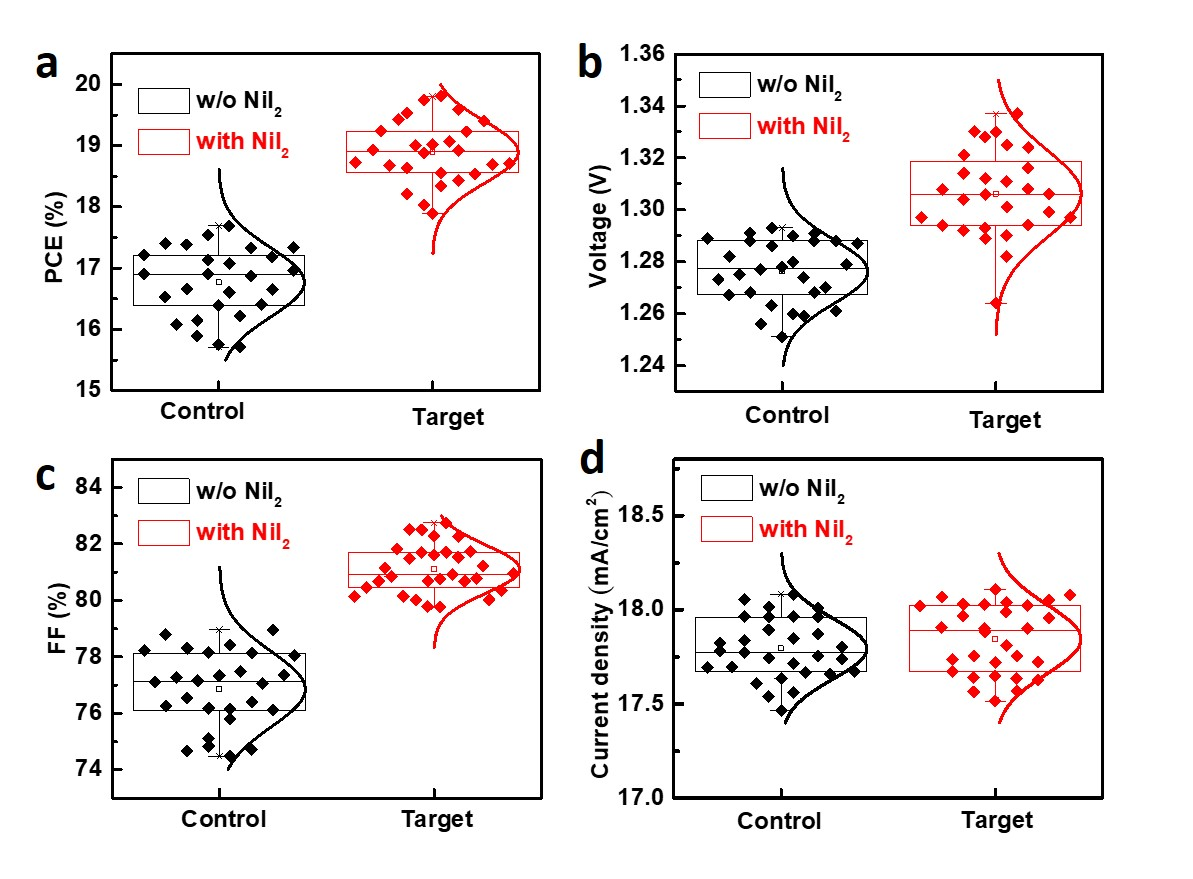 a
PCE (%)
20
19
18
17
16
15
w/o NiI₂
with NiI₂
Control
Target
b
Voltage (V)
1.36
1.34
1.32
1.30
1.28
1.26
1.24
w/o NiI₂
with NiI₂
Control
Target
c
FF (%)
84
82
80
78
76
74
w/o NiI₂
with NiI₂
Control
Target
d
Current density (mA/cm²)
18.5
18.0
17.5
17.0
w/o NiI₂
with NiI₂
Control
Target